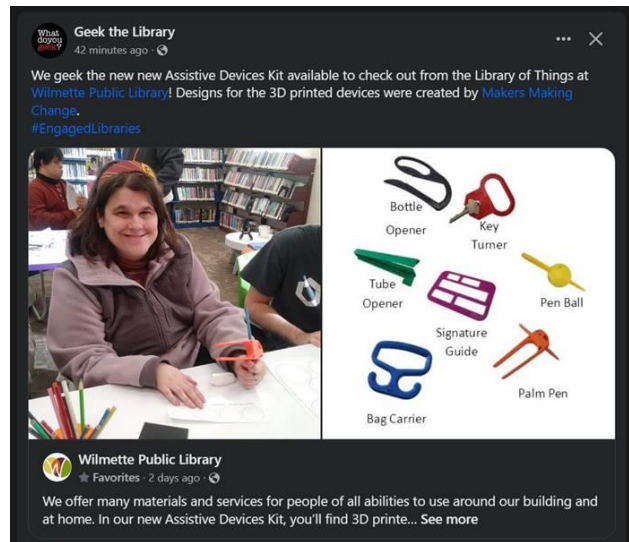 What
doyou
geek?
Geek the Library
42 minutes ago ·
We geek the new new Assistive Devices Kit available to check out from the Library of Things at
Wilmette Public Library! Designs for the 3D printed devices were created by Makers Making
Change.
#EngagedLibraries
Bottle
Opener
Key
Turner
Tube
Opener
Signature
Guide
Pen Ball
Palm Pen
Bag Carrier
Wilmette Public Library
Favorites · 2 days ago ·
We offer many materials and services for people of all abilities to use around our building and
at home. In our new Assistive Devices Kit, you'll find 3D printe... See more